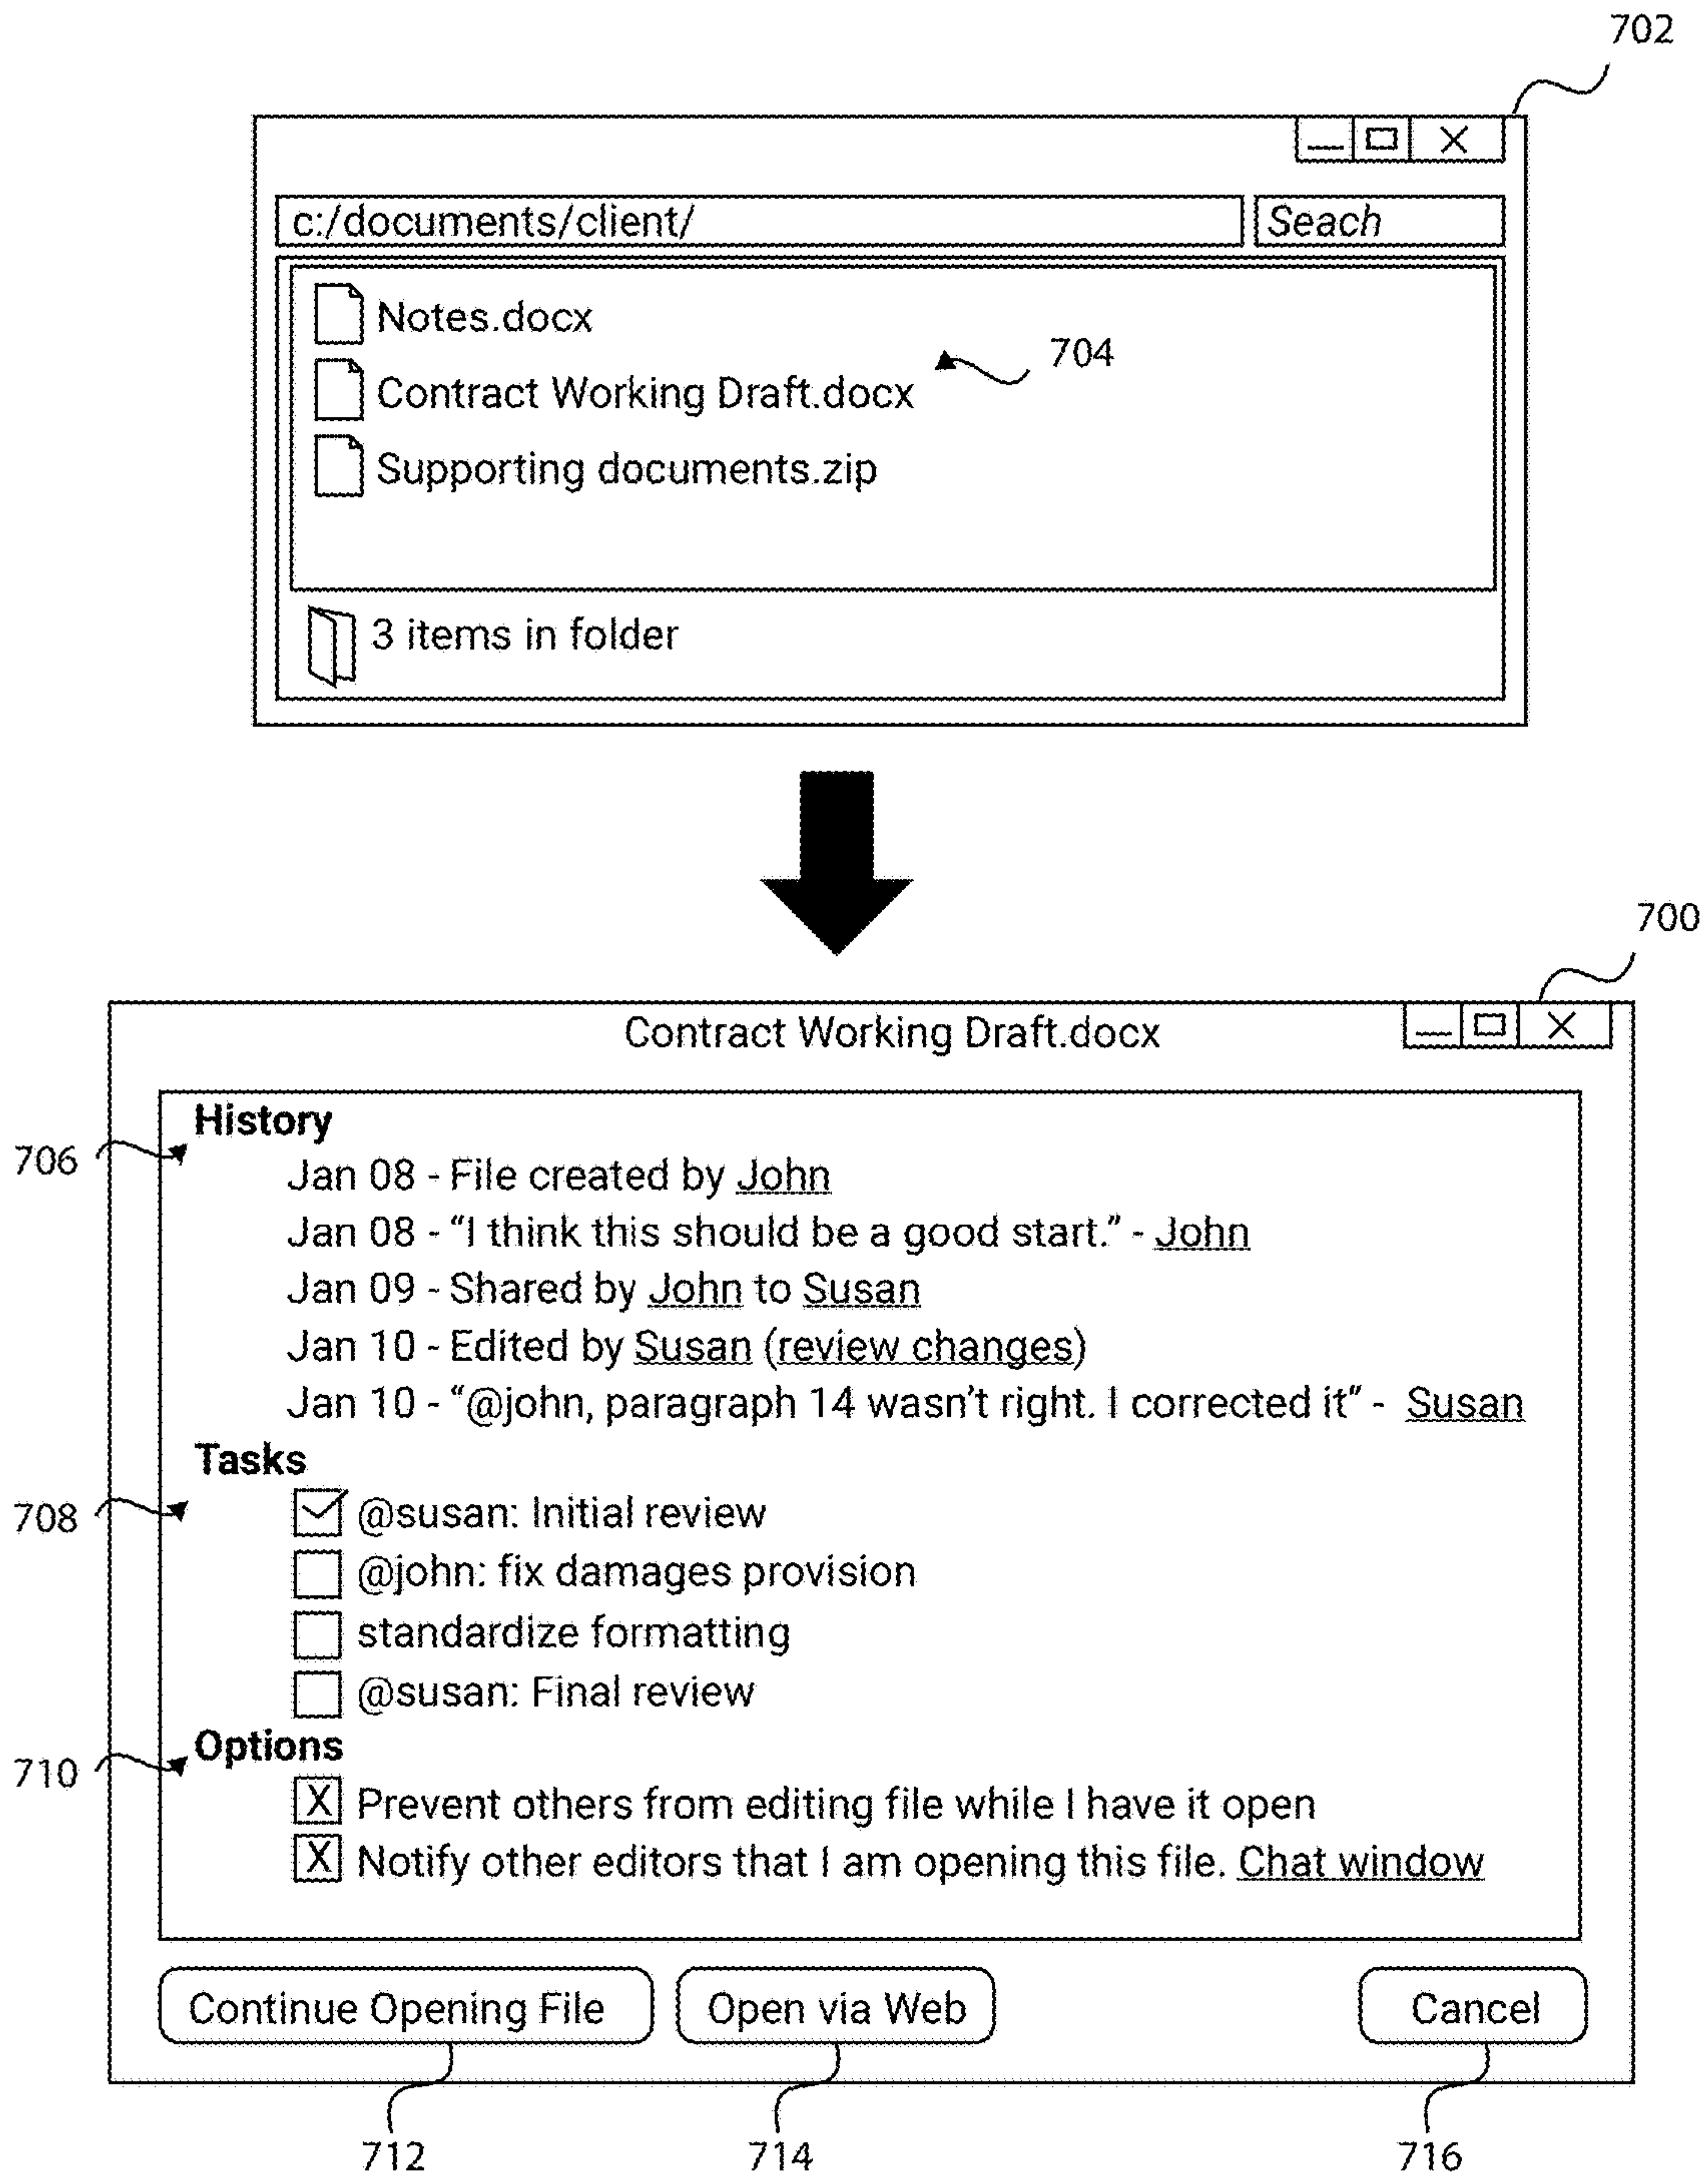 702
c:/documents/client/ Seach
Notes.docx
704
Contract Working Draft.docx
Supporting documents.zip
3 items in folder
700
Contract Working Draft.docx
History
706
Jan 08 - File created by John
Jan 08 - “I think this should be a good start.” - John
Jan 09 - Shared by John to Susan
Jan 10 - Edited by Susan (review changes)
Jan 10 - “@john, paragraph 14 wasn’t right. I corrected it” - Susan
Tasks
708
@susan: Initial review
@john: fix damages provision
standardize formatting
@susan: Final review
Options
710
X Prevent others from editing file while I have it open
X Notify other editors that I am opening this file. Chat window
Continue Opening File Open via Web Cancel
712 714 716